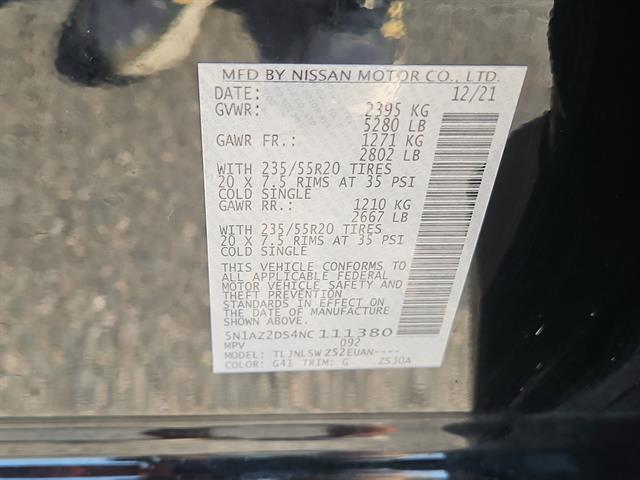 MFD BY NISSAN MOTOR CO., LTD.
DATE: 12/21
GVWR: 2395 KG
5280 LB
GAWR FR.: 1271 KG
2802 LB
WITH 235/55R20 TIRES
20 X 7.5 RIMS AT 35 PSI
COLD SINGLE
GAWR RR.: 1210 KG
2667 LB
WITH 235/55R20 TIRES
20 X 7.5 RIMS AT 35 PSI
COLD SINGLE
THIS VEHICLE CONFORMS TO
ALL APPLICABLE FEDERAL
MOTOR VEHICLE SAFETY AND
THEFT PREVENTION
STANDARDS IN EFFECT ON
THE DATE OF MANUFACTURE
SHOWN ABOVE.
5N1AZ2DS4NC111380
MPV 092
MODEL: TLJNLSWZ52EUAN----
COLOR: G41 TRIM: G Z5J0A